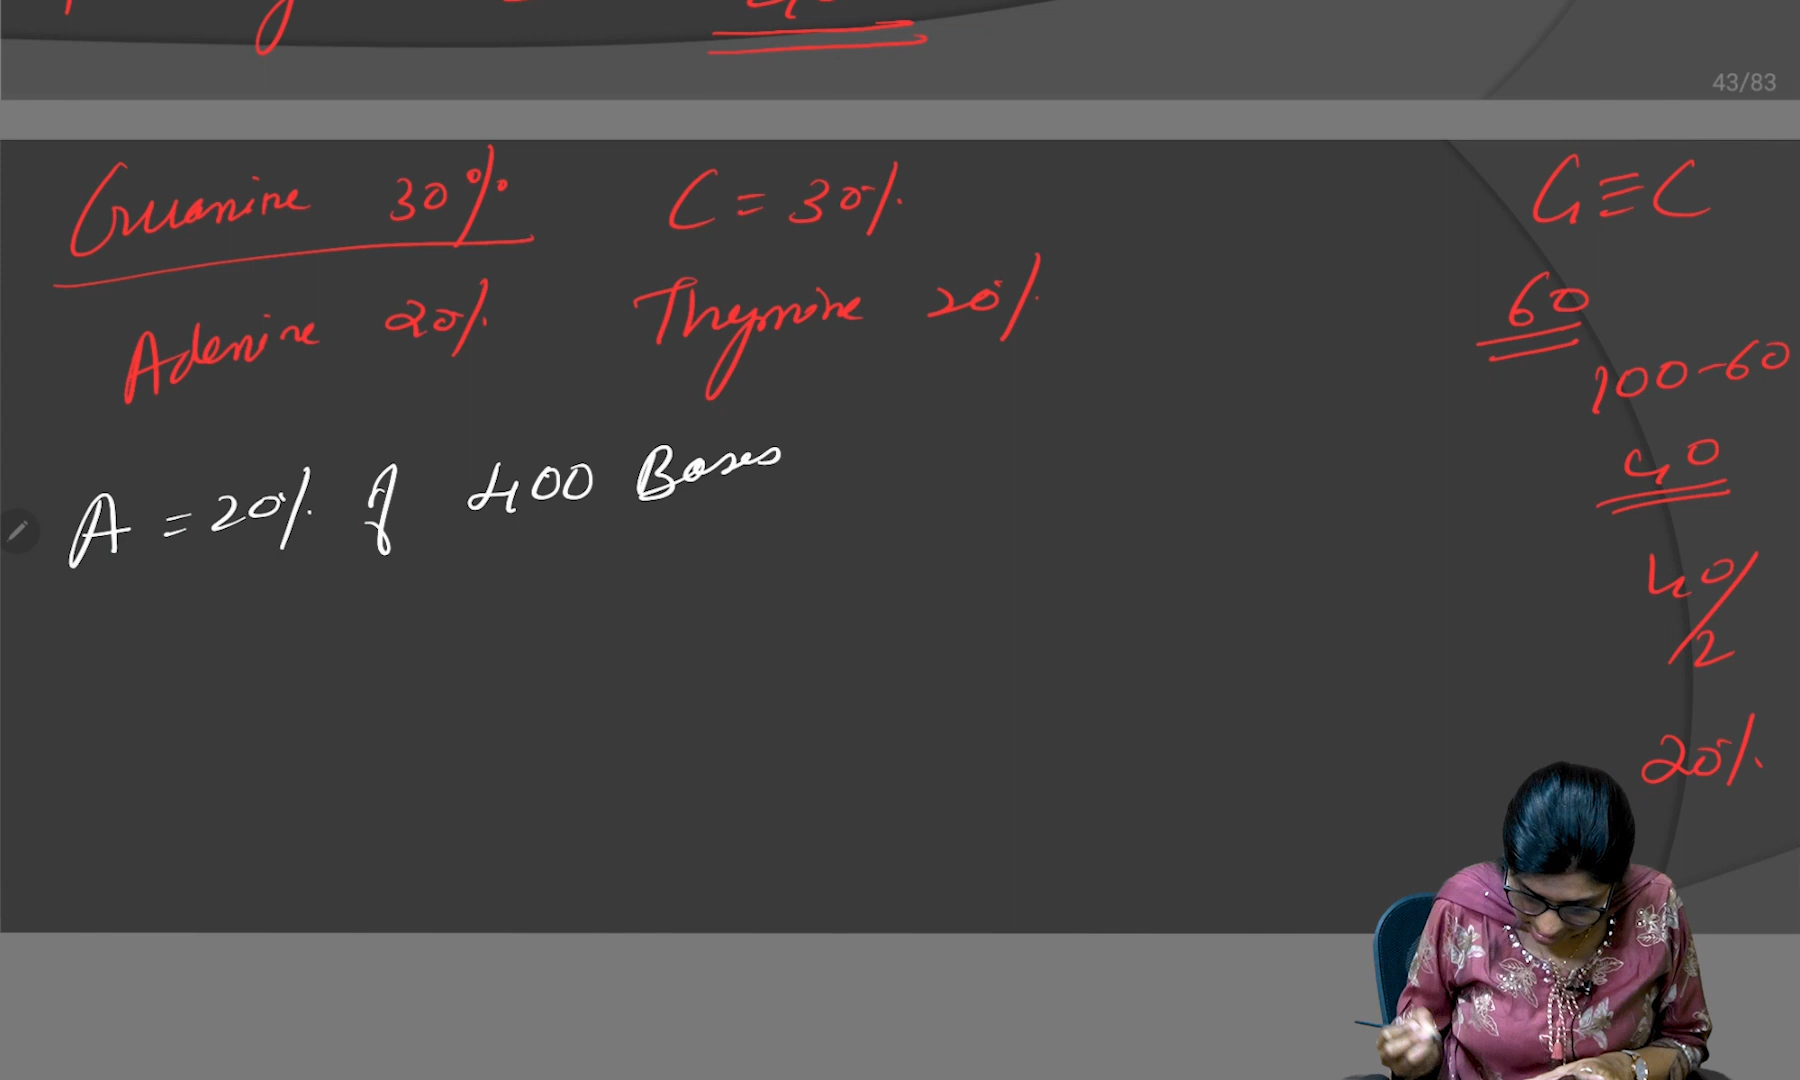 43/83
Guanine 30% C = 30%
G≡C
Adenine 20% Thymine 20%
60
100-60
40
A = 20% of 400 Bases
40/2
20%